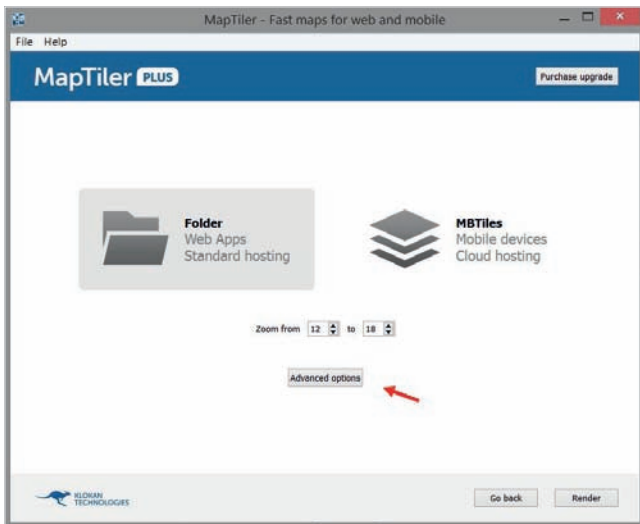 MapTiler - Fast maps for web and mobile
File Help
MapTiler PLUS
Purchase upgrade
Folder
Web Apps
Standard hosting
MBTiles
Mobile devices
Cloud hosting
Zoom from 12 to 18
Advanced options
KLOKAN
TECHNOLOGIES
Go back Render